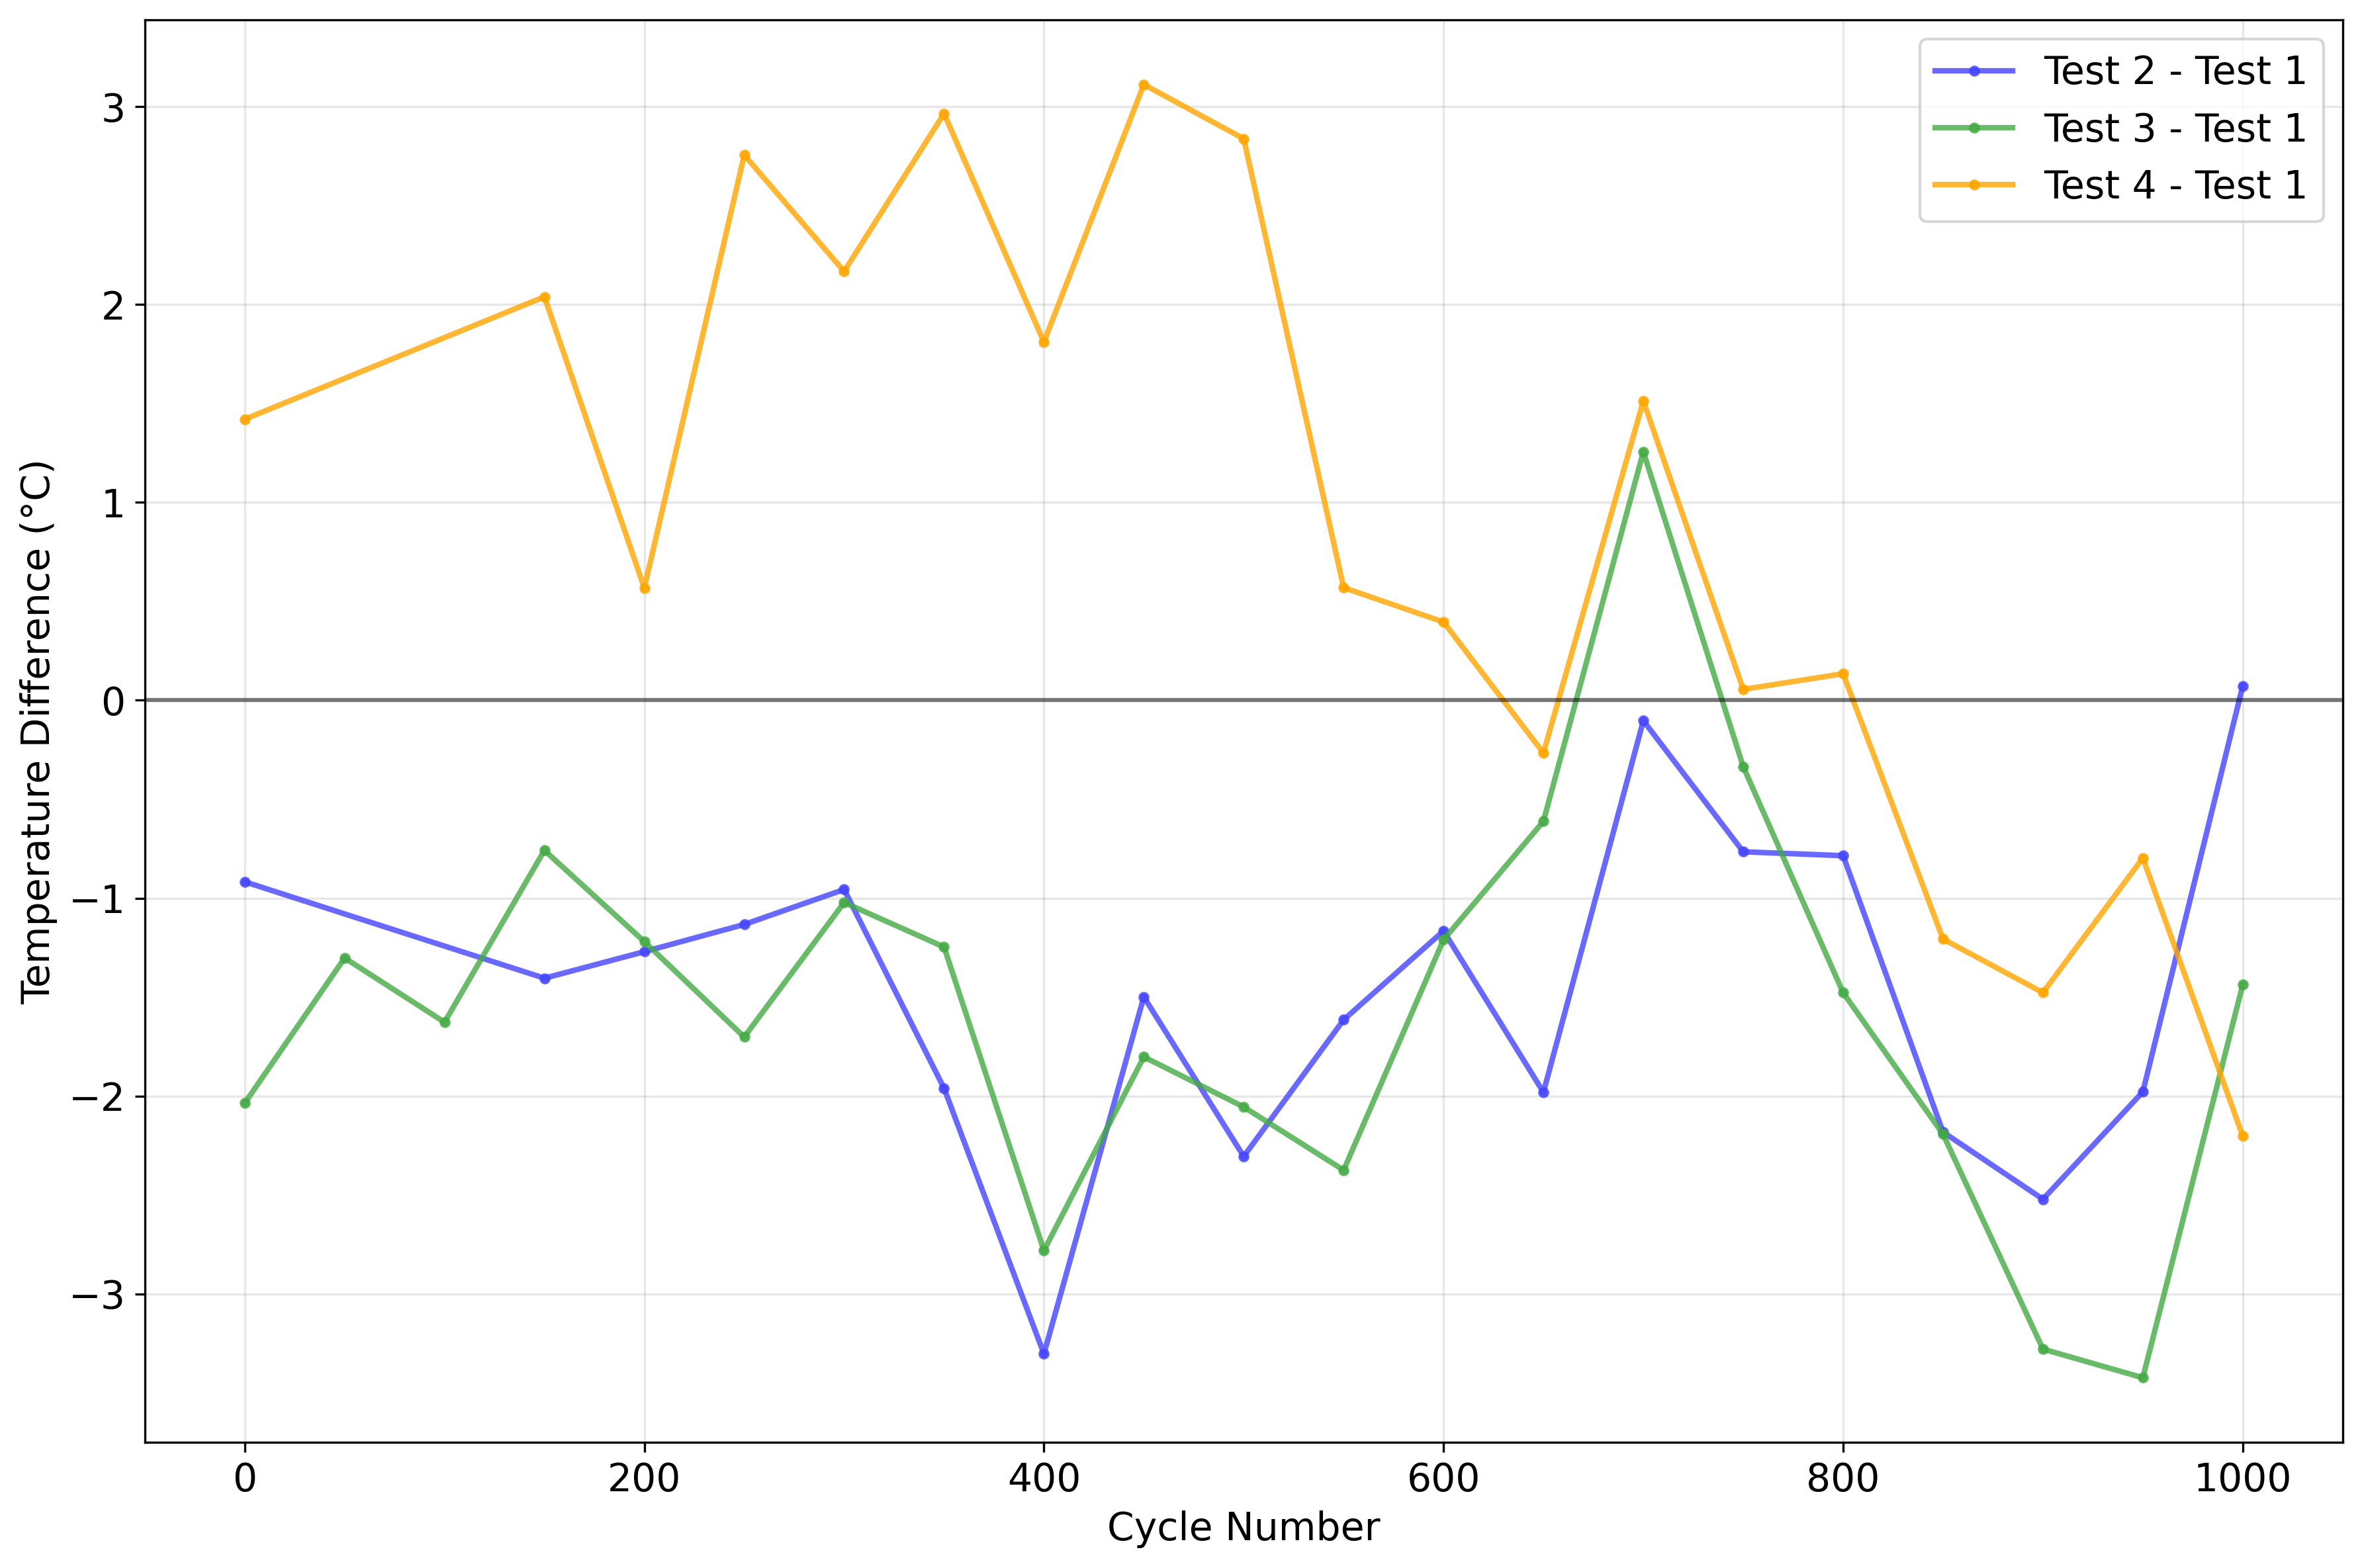 Test 2 - Test 1
Test 3 - Test 1
Test 4 - Test 1
Temperature Difference (°C)
3
2
1
0
−1
−2
−3
0 200 400 600 800 1000
Cycle Number